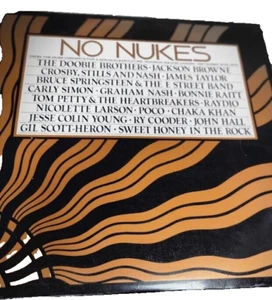 NO NUKES
THE DOOBIE BROTHERS · JACKSON BROWNE
CROSBY, STILLS AND NASH · JAMES TAYLOR
BRUCE SPRINGSTEEN & THE E STREET BAND
CARLY SIMON · GRAHAM NASH · BONNIE RAITT
TOM PETTY & THE HEARTBREAKERS · RAYDIO
NICOLETTE LARSON · POCO · CHAKA KHAN
JESSE COLIN YOUNG · RY COODER · JOHN HALL
GIL SCOTT-HERON · SWEET HONEY IN THE ROCK